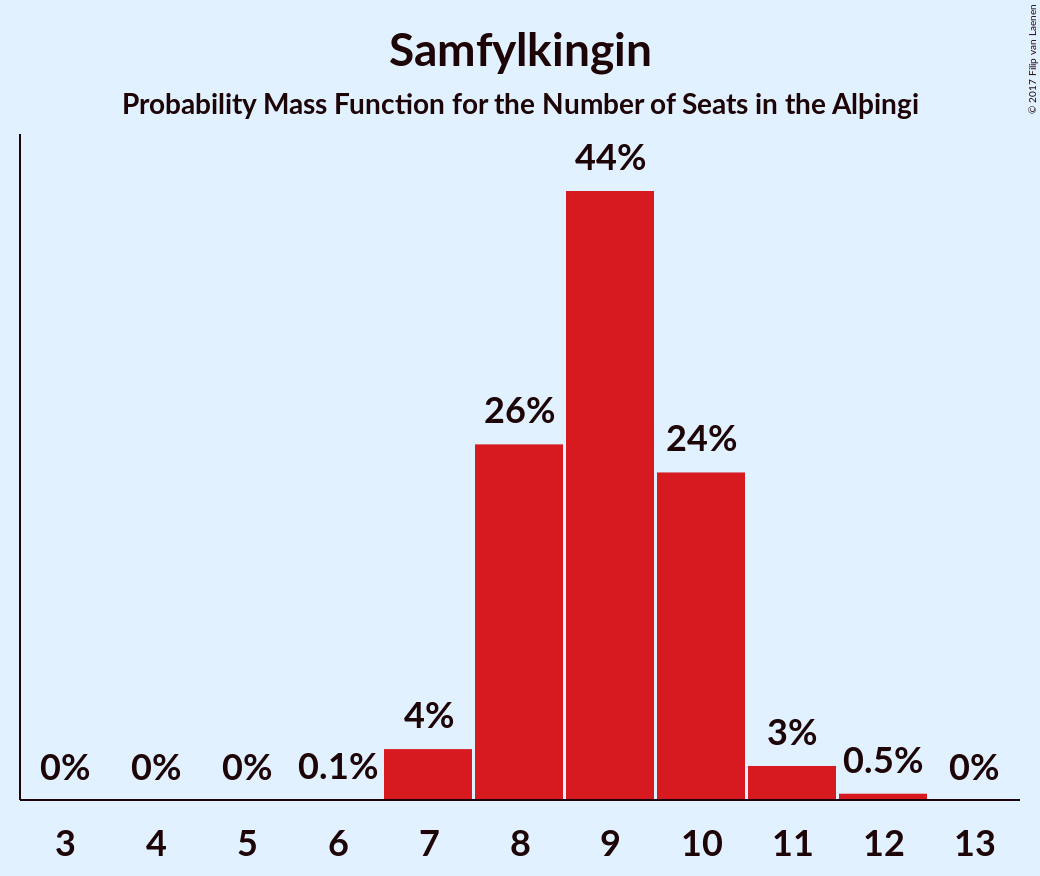 Samfylkingin
Probability Mass Function for the Number of Seats in the Alþingi
© 2017 Filip van Laenen
44%
26%
24%
4%
3%
0% 0% 0% 0.1% 0.5% 0%
3 4 5 6 7 8 9 10 11 12 13